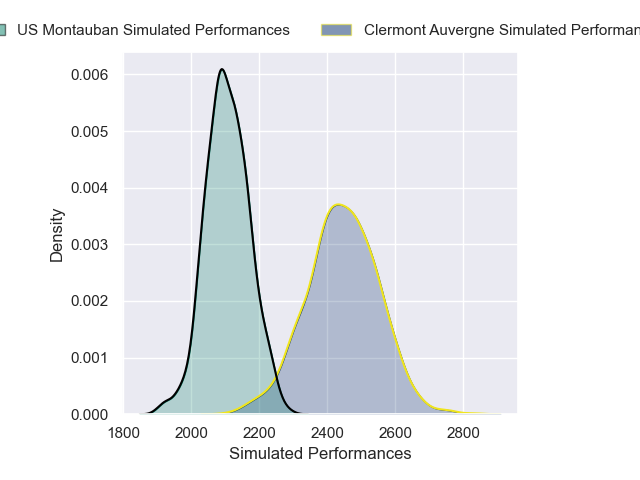 US Montauban Simulated Performances
Clermont Auvergne Simulated Performan
0.006
0.005
0.004
0.003
0.002
0.001
0.000
Density
1800 2000 2200 2400 2600 2800
Simulated Performances